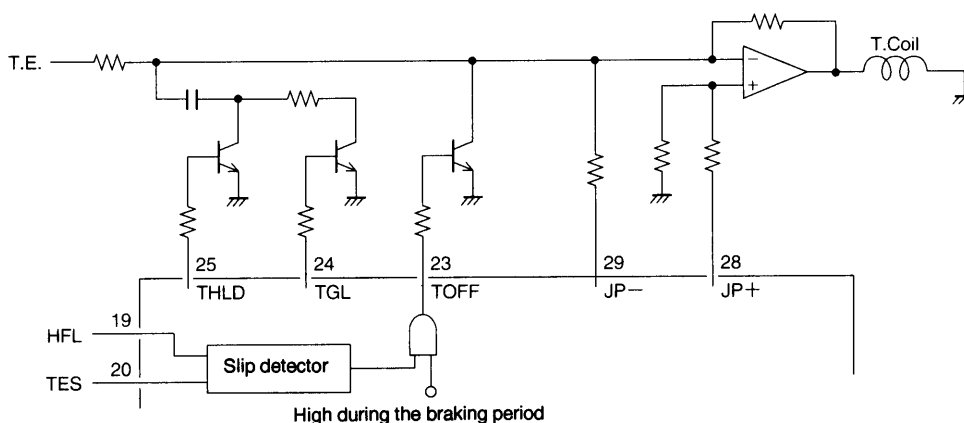 T.E.
T.Coil
−
+
25
24
23
29
28
THLD
TGL
TOFF
JP−
JP+
HFL
19
TES
20
Slip detector
High during the braking period